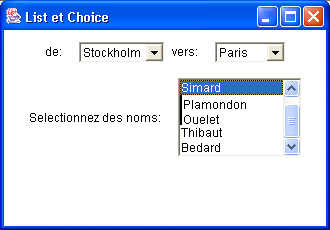 List et Choice
de: Stockholm vers: Paris
Simard
Plamondon
Selectionnez des noms: Ouelet
Thibaut
Bedard